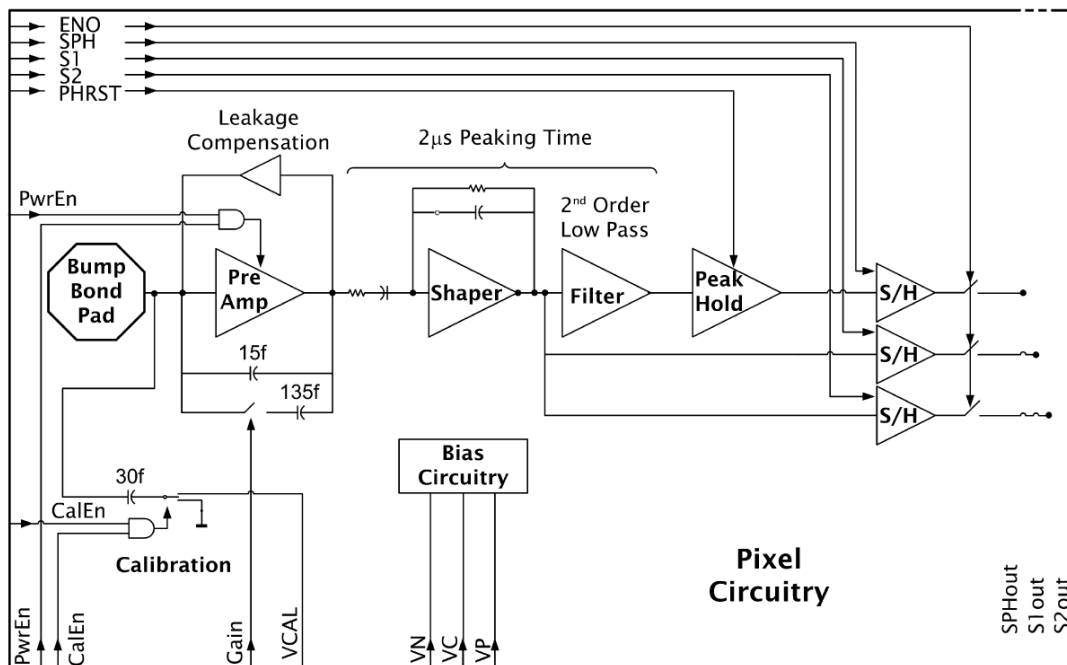 ENO
SPH
S1
S2
PHRST
Leakage
Compensation
2µs Peaking Time
PwrEn
2nd Order
Low Pass
Bump
Bond
Pad
Pre
Amp
Shaper
Filter
Peak
Hold
S/H
S/H
S/H
15f
135f
30f
CalEn
Calibration
Bias
Circuitry
Pixel
Circuitry
PwrEn
CalEn
Gain
VCAL
VN
VC
VP
SPHout
S1out
S2out